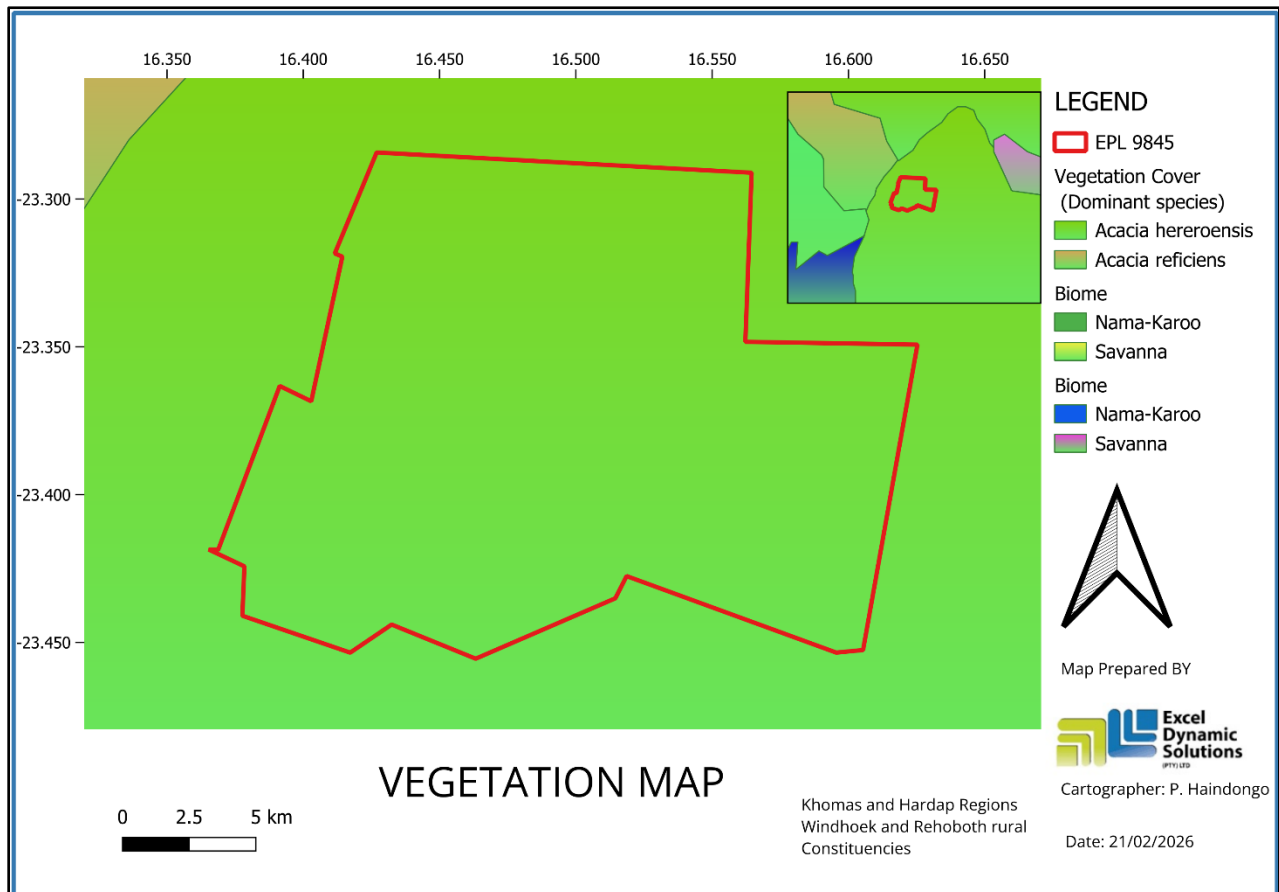 16.350 16.400 16.450 16.500 16.550 16.600 16.650
-23.300
-23.350
-23.400
-23.450
LEGEND
EPL 9845
Vegetation Cover
(Dominant species)
Acacia hereroensis
Acacia reficiens
Biome
Nama-Karoo
Savanna
Biome
Nama-Karoo
Savanna
Map Prepared BY
Excel
Dynamic
Solutions
(PTY) LTD
Cartographer: P. Haindongo
Date: 21/02/2026
VEGETATION MAP
0 2.5 5 km
Khomas and Hardap Regions
Windhoek and Rehoboth rural
Constituencies